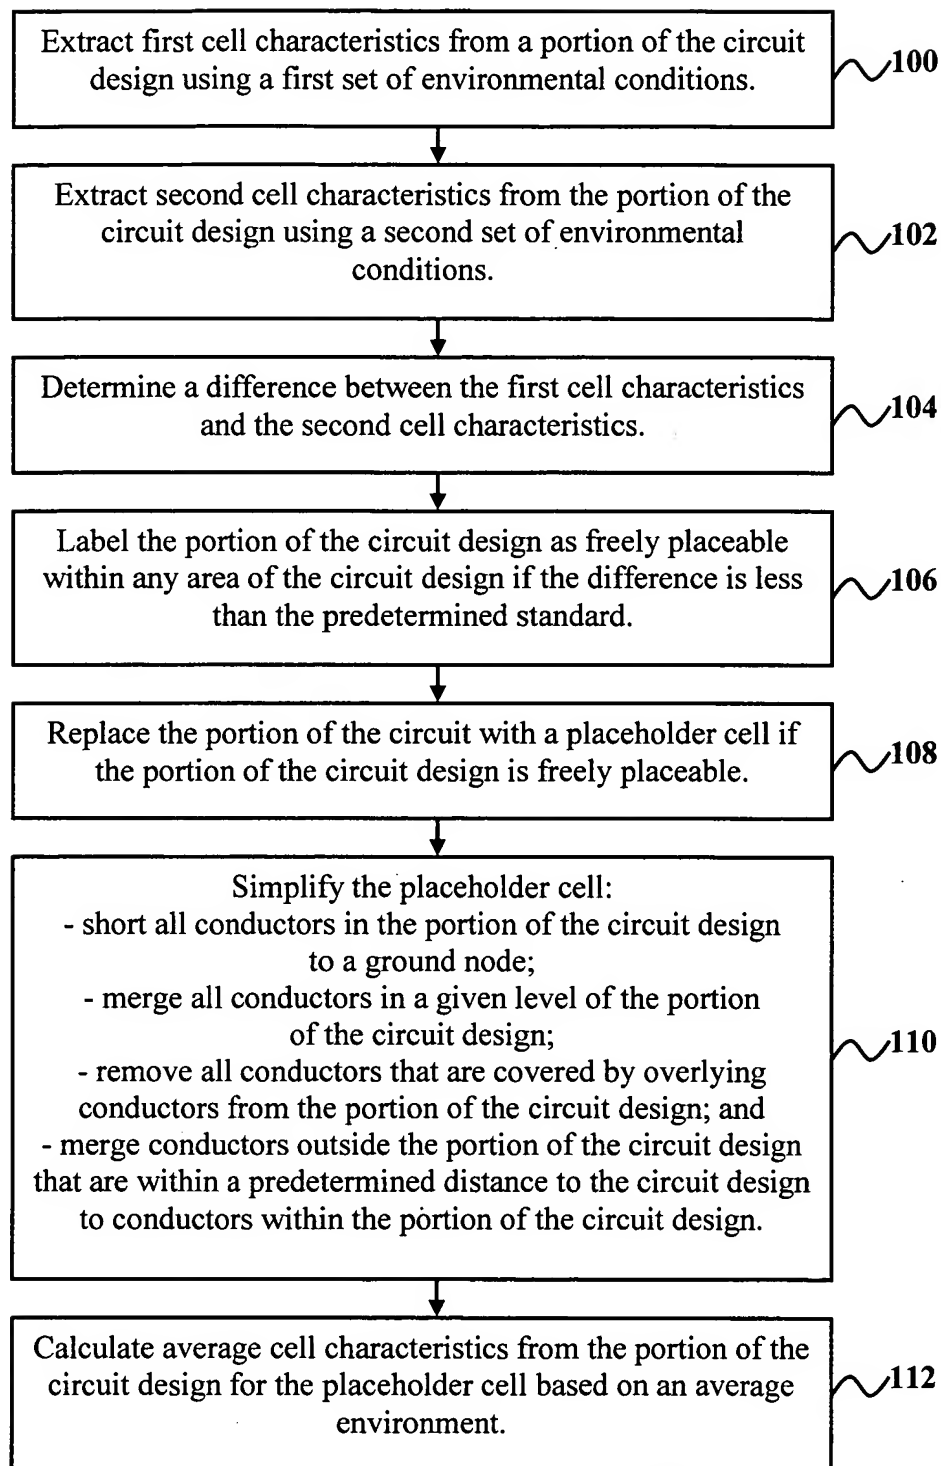 Extract first cell characteristics from a portion of the circuit
design using a first set of environmental conditions.
100
Extract second cell characteristics from the portion of the
circuit design using a second set of environmental
conditions.
102
Determine a difference between the first cell characteristics
and the second cell characteristics.
104
Label the portion of the circuit design as freely placeable
within any area of the circuit design if the difference is less
than the predetermined standard.
106
Replace the portion of the circuit with a placeholder cell if
the portion of the circuit design is freely placeable.
108
Simplify the placeholder cell:
- short all conductors in the portion of the circuit design
to a ground node;
- merge all conductors in a given level of the portion
of the circuit design;
- remove all conductors that are covered by overlying
conductors from the portion of the circuit design; and
- merge conductors outside the portion of the circuit design
that are within a predetermined distance to the circuit design
to conductors within the portion of the circuit design.
110
Calculate average cell characteristics from the portion of the
circuit design for the placeholder cell based on an average
environment.
112